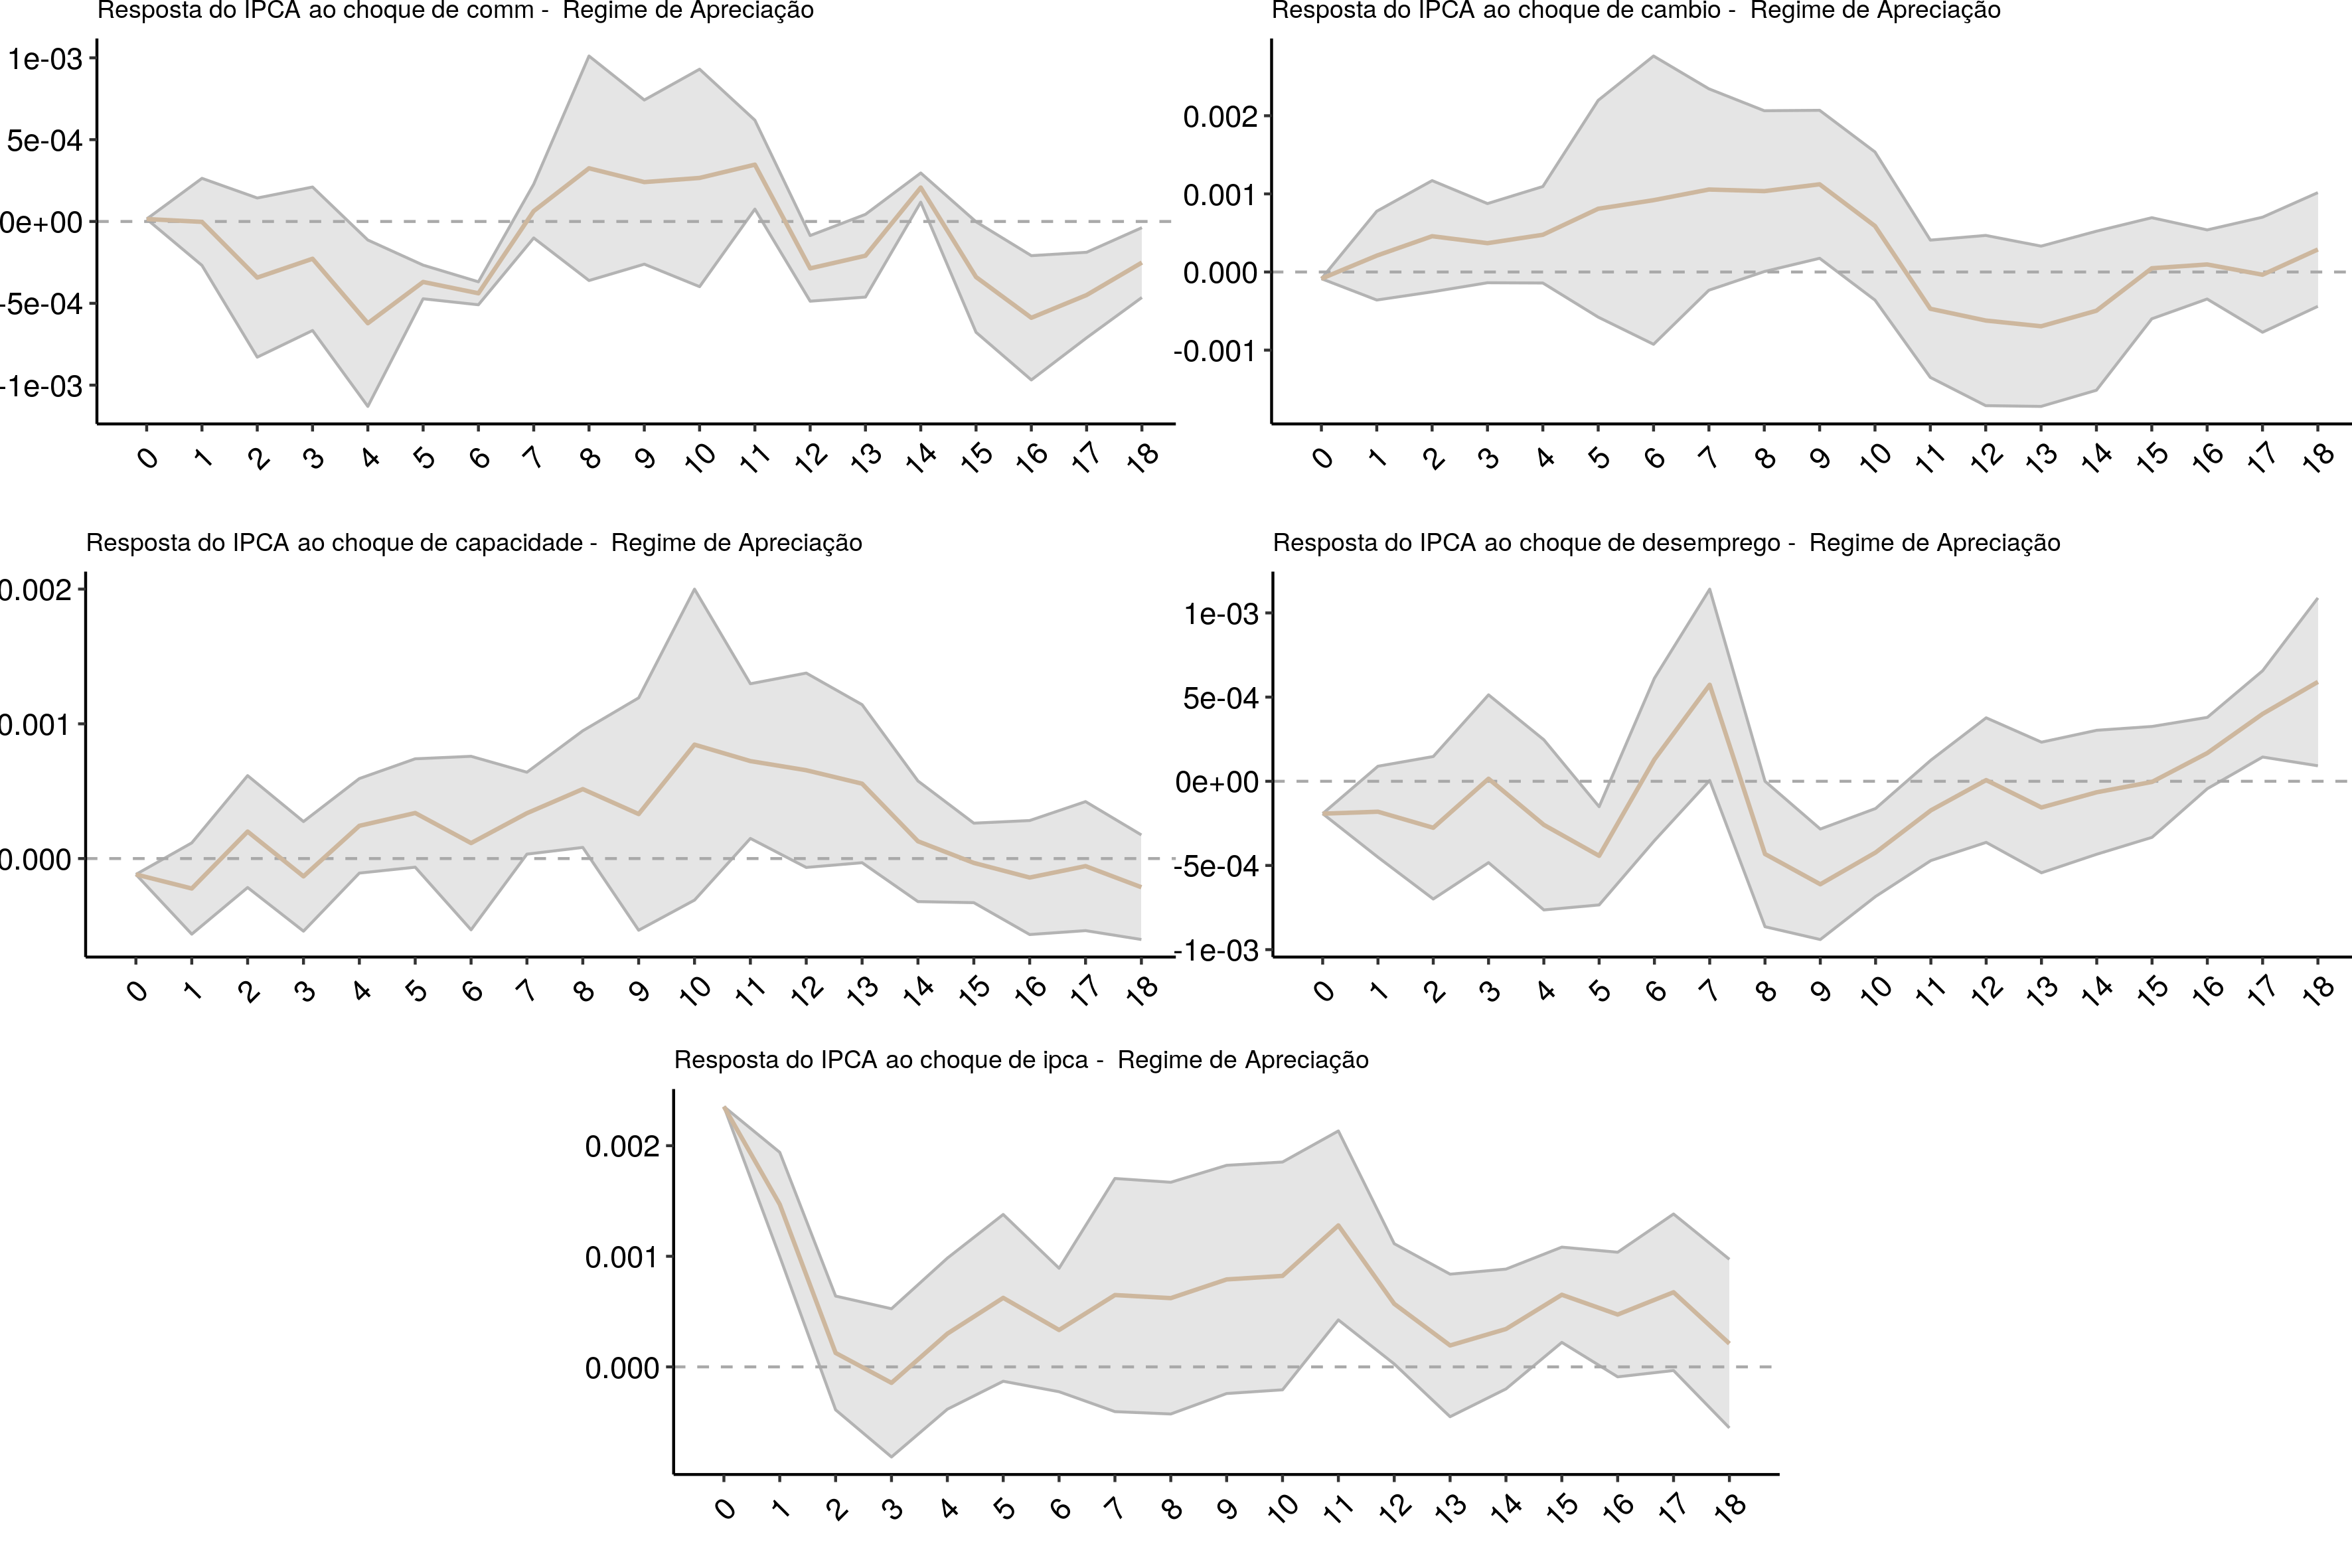 Resposta do IPCA ao choque de comm -  Regime de Apreciação
1e-03
5e-04
0e+00
-5e-04
-1e-03
0 1 2 3 4 5 6 7 8 9 10 11 12 13 14 15 16 17 18
Resposta do IPCA ao choque de cambio -  Regime de Apreciação
0.002
0.001
0.000
-0.001
0 1 2 3 4 5 6 7 8 9 10 11 12 13 14 15 16 17 18
Resposta do IPCA ao choque de capacidade -  Regime de Apreciação
0.002
0.001
0.000
0 1 2 3 4 5 6 7 8 9 10 11 12 13 14 15 16 17 18
Resposta do IPCA ao choque de desemprego -  Regime de Apreciação
1e-03
5e-04
0e+00
-5e-04
-1e-03
0 1 2 3 4 5 6 7 8 9 10 11 12 13 14 15 16 17 18
Resposta do IPCA ao choque de ipca -  Regime de Apreciação
0.002
0.001
0.000
0 1 2 3 4 5 6 7 8 9 10 11 12 13 14 15 16 17 18